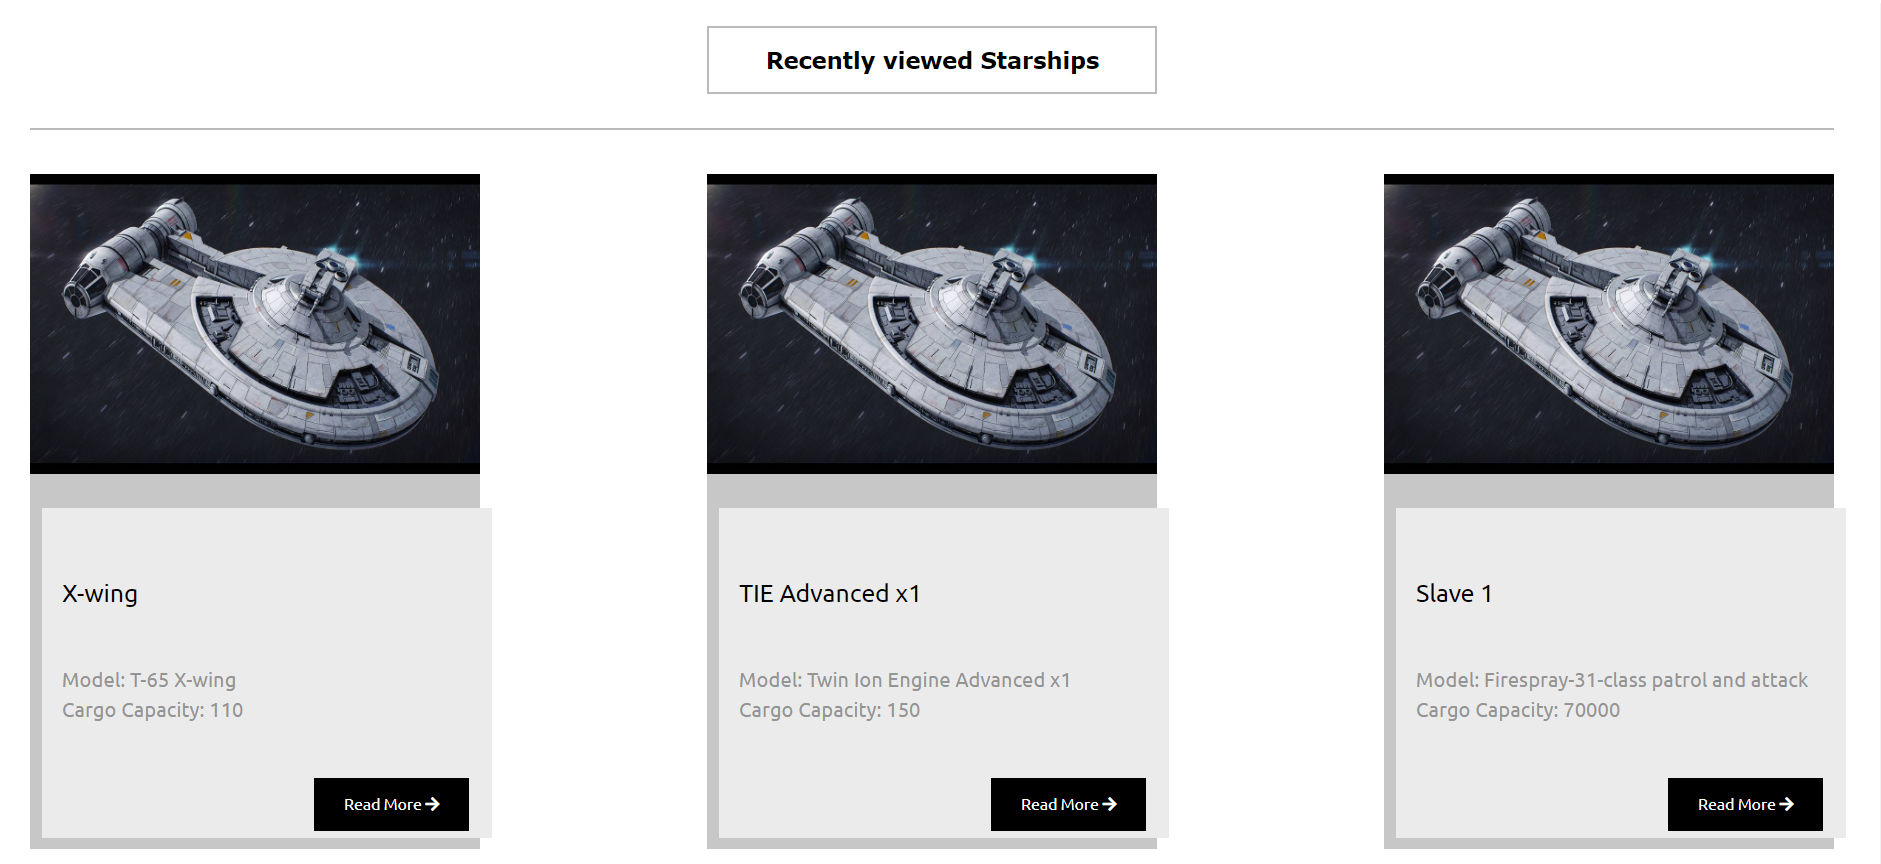 Recently viewed Starships
X-wing
Model: T-65 X-wing
Cargo Capacity: 110
Read More
TIE Advanced x1
Model: Twin Ion Engine Advanced x1
Cargo Capacity: 150
Read More
Slave 1
Model: Firespray-31-class patrol and attack
Cargo Capacity: 70000
Read More